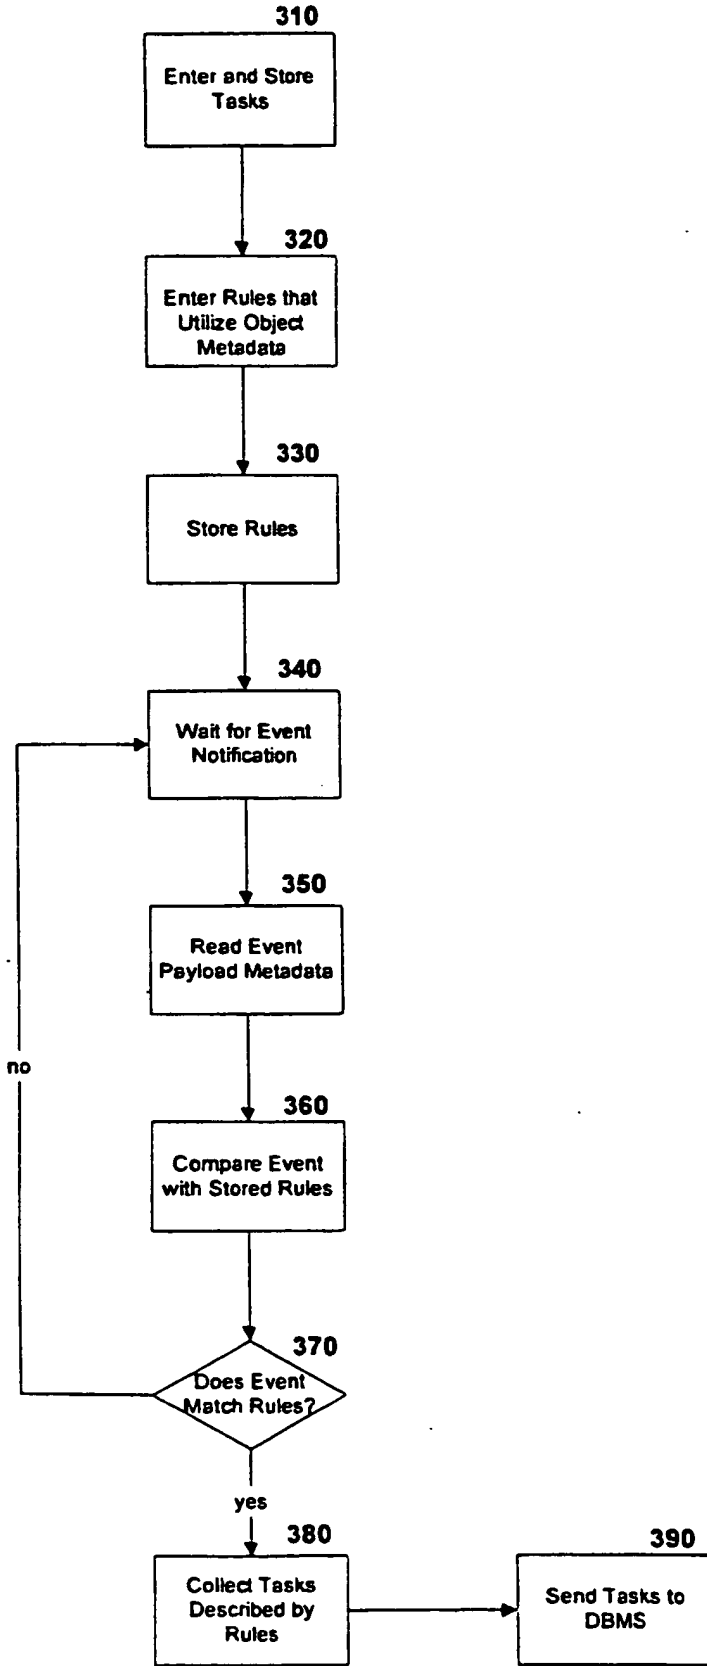 310
Enter and Store
Tasks
320
Enter Rules that
Utilize Object
Metadata
330
Store Rules
340
Wait for Event
Notification
350
Read Event
Payload Metadata
no
360
Compare Event
with Stored Rules
370
Does Event
Match Rules?
yes
380
Collect Tasks
Described by
Rules
390
Send Tasks to
DBMS